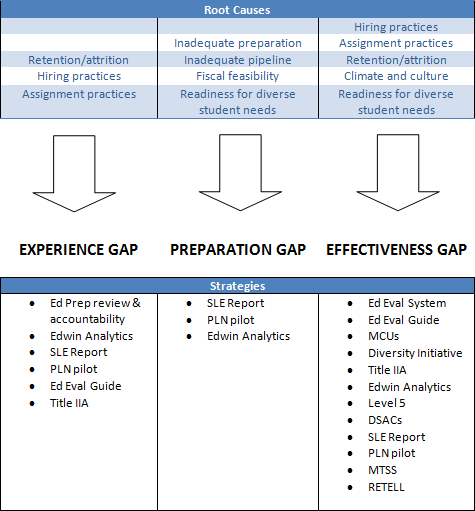 Root Causes
Hiring practices
Inadequate preparation Assignment practices
Retention/attrition Inadequate pipeline Retention/attrition
Hiring practices Fiscal feasibility Climate and culture
Assignment practices Readiness for diverse Readiness for diverse
student needs student needs
EXPERIENCE GAP PREPARATION GAP EFFECTIVENESS GAP
Strategies
• Ed Prep review &
accountability
• Edwin Analytics
• SLE Report
• PLN pilot
• Ed Eval Guide
• Title IIA
• SLE Report
• PLN pilot
• Edwin Analytics
• Ed Eval System
• Ed Eval Guide
• MCUs
• Diversity Initiative
• Title IIA
• Edwin Analytics
• Level 5
• DSACs
• SLE Report
• PLN pilot
• MTSS
• RETELL